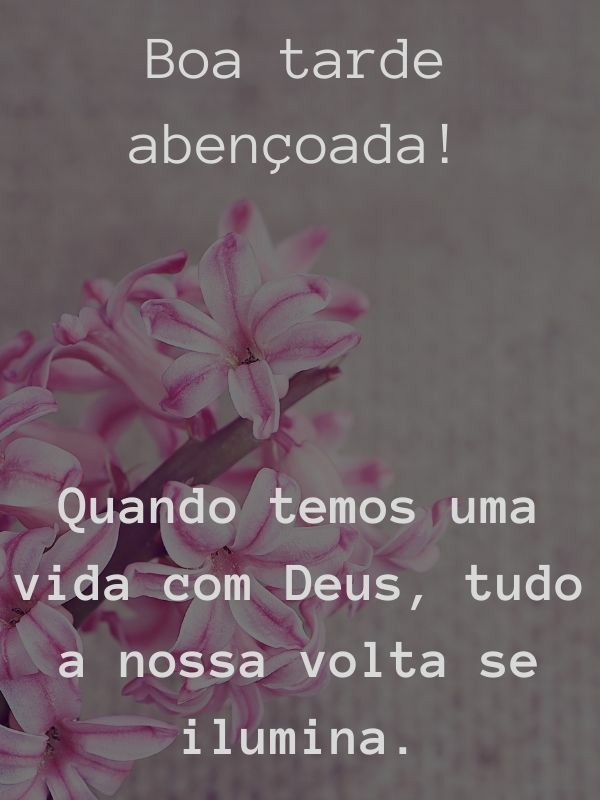 Boa tarde
abençoada!
Quando temos uma
vida com Deus, tudo
a nossa volta se
ilumina.